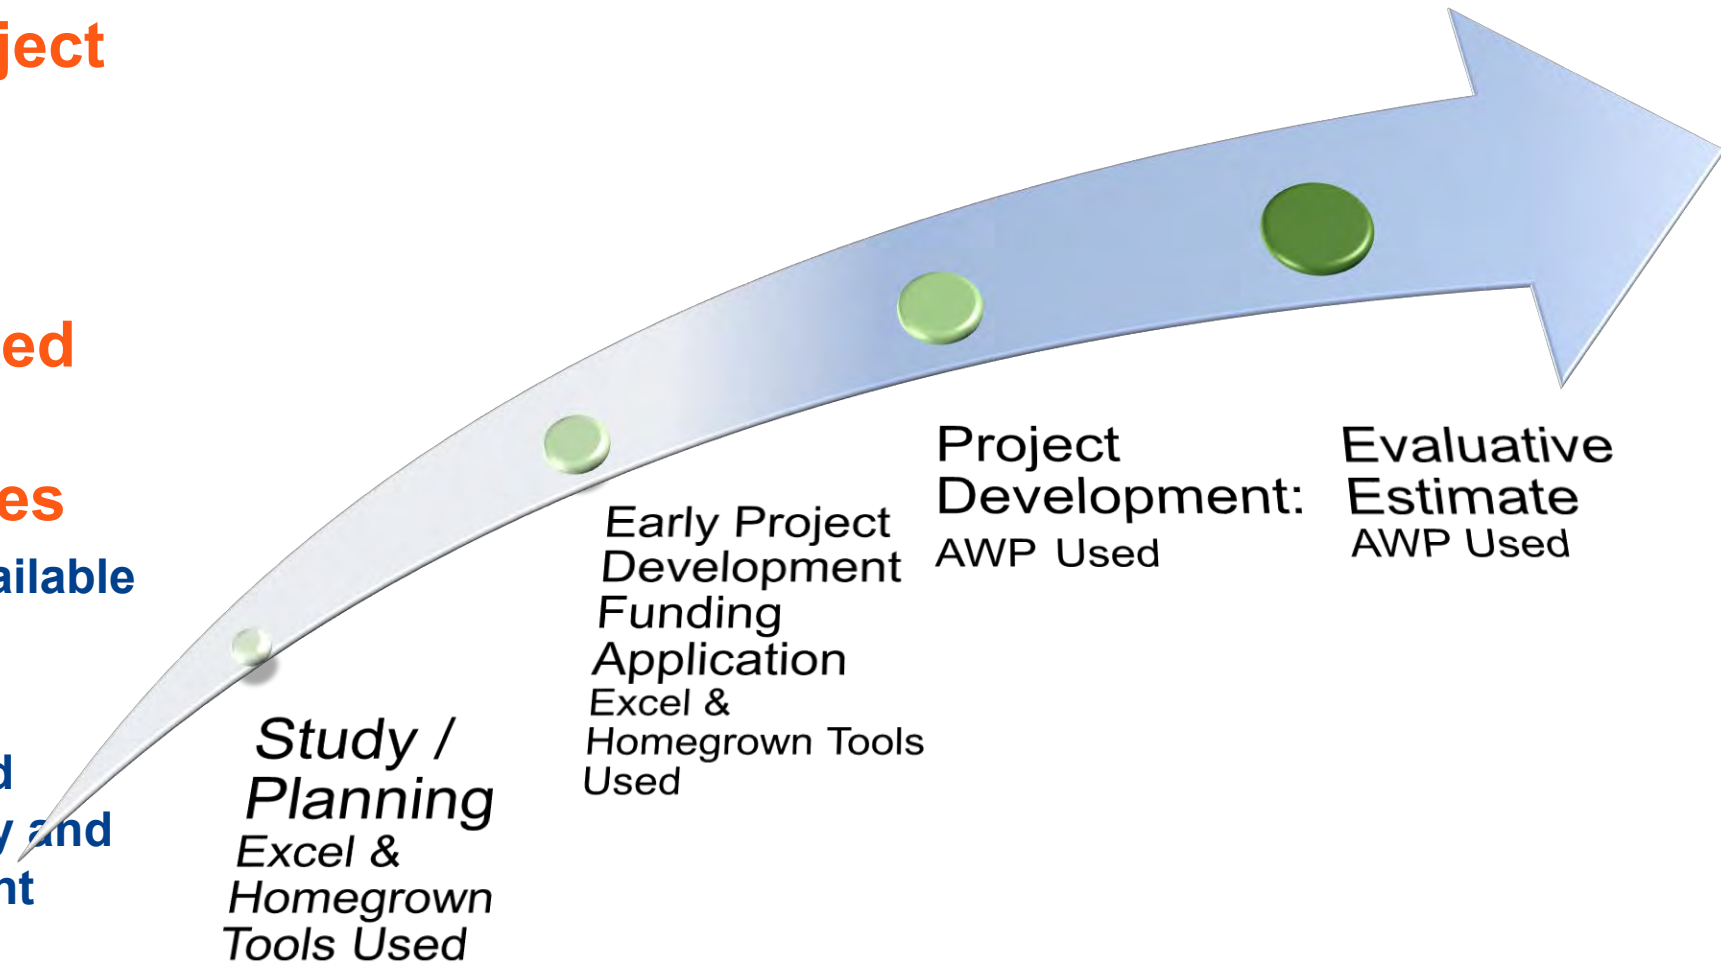 ject
ed
es
ailable
d
y and
nt
Study /
Planning
Excel &
Homegrown
Tools Used
Early Project
Development
Funding
Application
Excel &
Homegrown Tools
Used
Project
Development:
AWP Used
Evaluative
Estimate
AWP Used